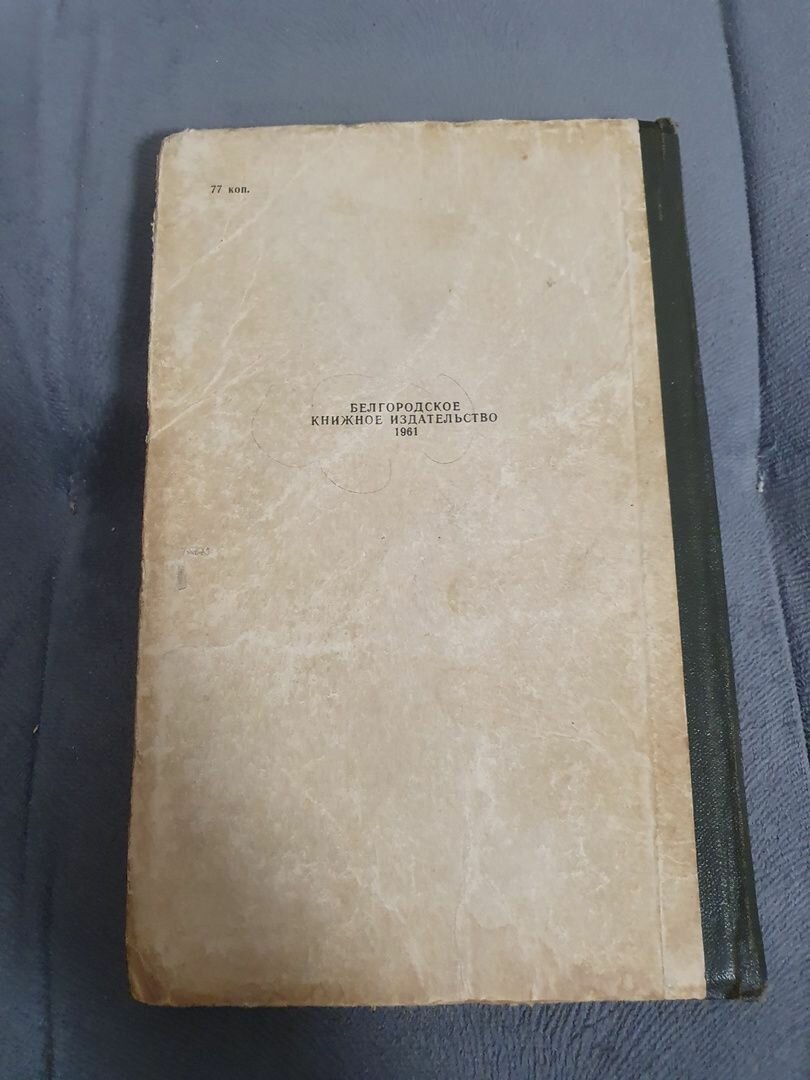 77 коп.
БЕЛГОРОДСКОЕ
КНИЖНОЕ ИЗДАТЕЛЬСТВО
1961